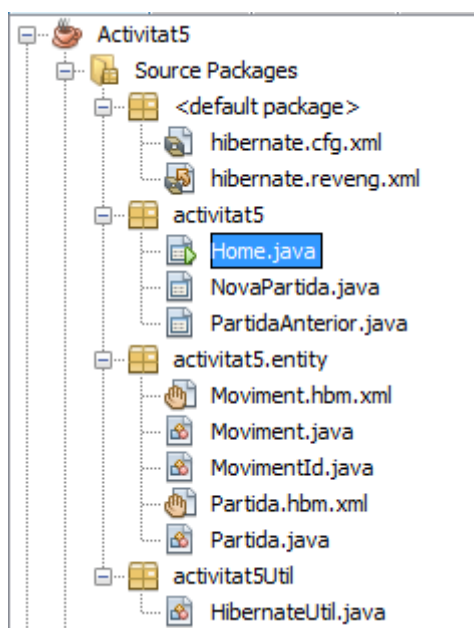 Activitat5
Source Packages
<default package>
hibernate.cfg.xml
hibernate.reveng.xml
activitat5
Home.java
NovaPartida.java
PartidaAnterior.java
activitat5.entity
Moviment.hbm.xml
Moviment.java
MovimentId.java
Partida.hbm.xml
Partida.java
activitat5Util
HibernateUtil.java